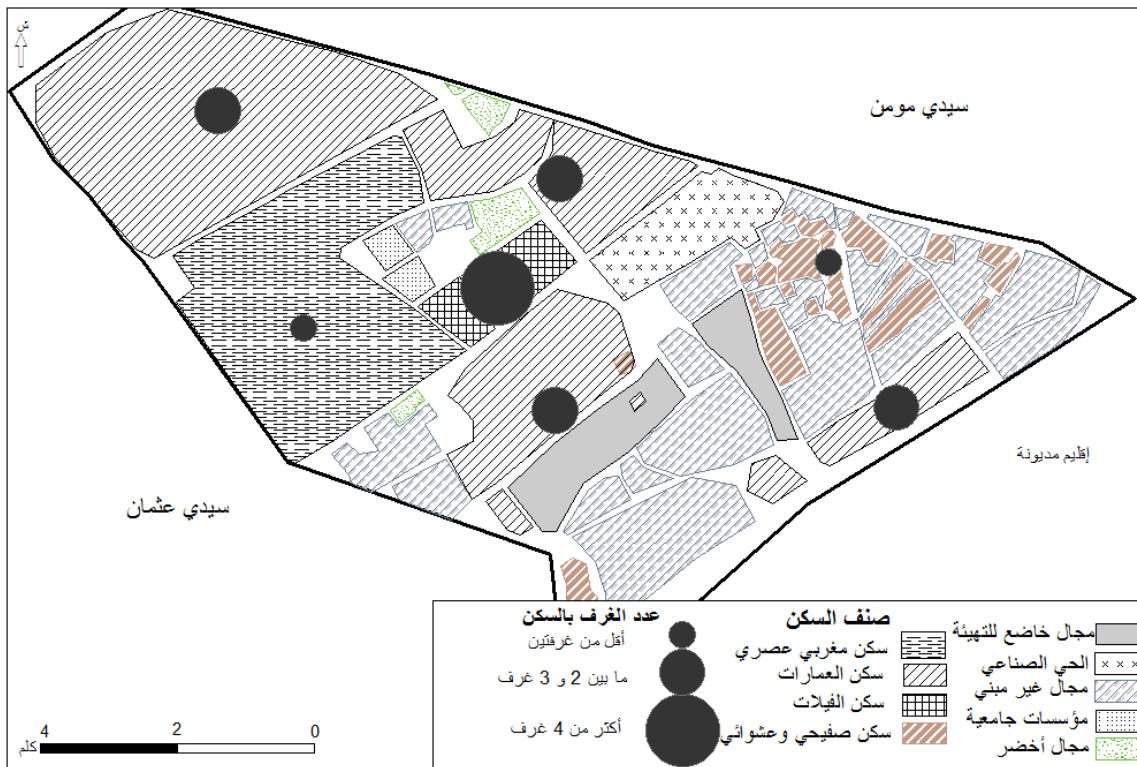 ش
سيدي مومن
إقليم مديونة
سيدي عثمان
عدد الغرف بالسكن
أقل من غرفتين
ما بين 2 و 3 غرف
أكثر من 4 غرف
صنف السكن
سكن مغربي عصري
سكن العمارات
سكن الفيلات
سكن صفيحي وعشوائي
مجال خاضع للتهيئة
الحي الصناعي
مجال غير مبني
مؤسسات جامعية
مجال أخضر
4 2 0
كلم